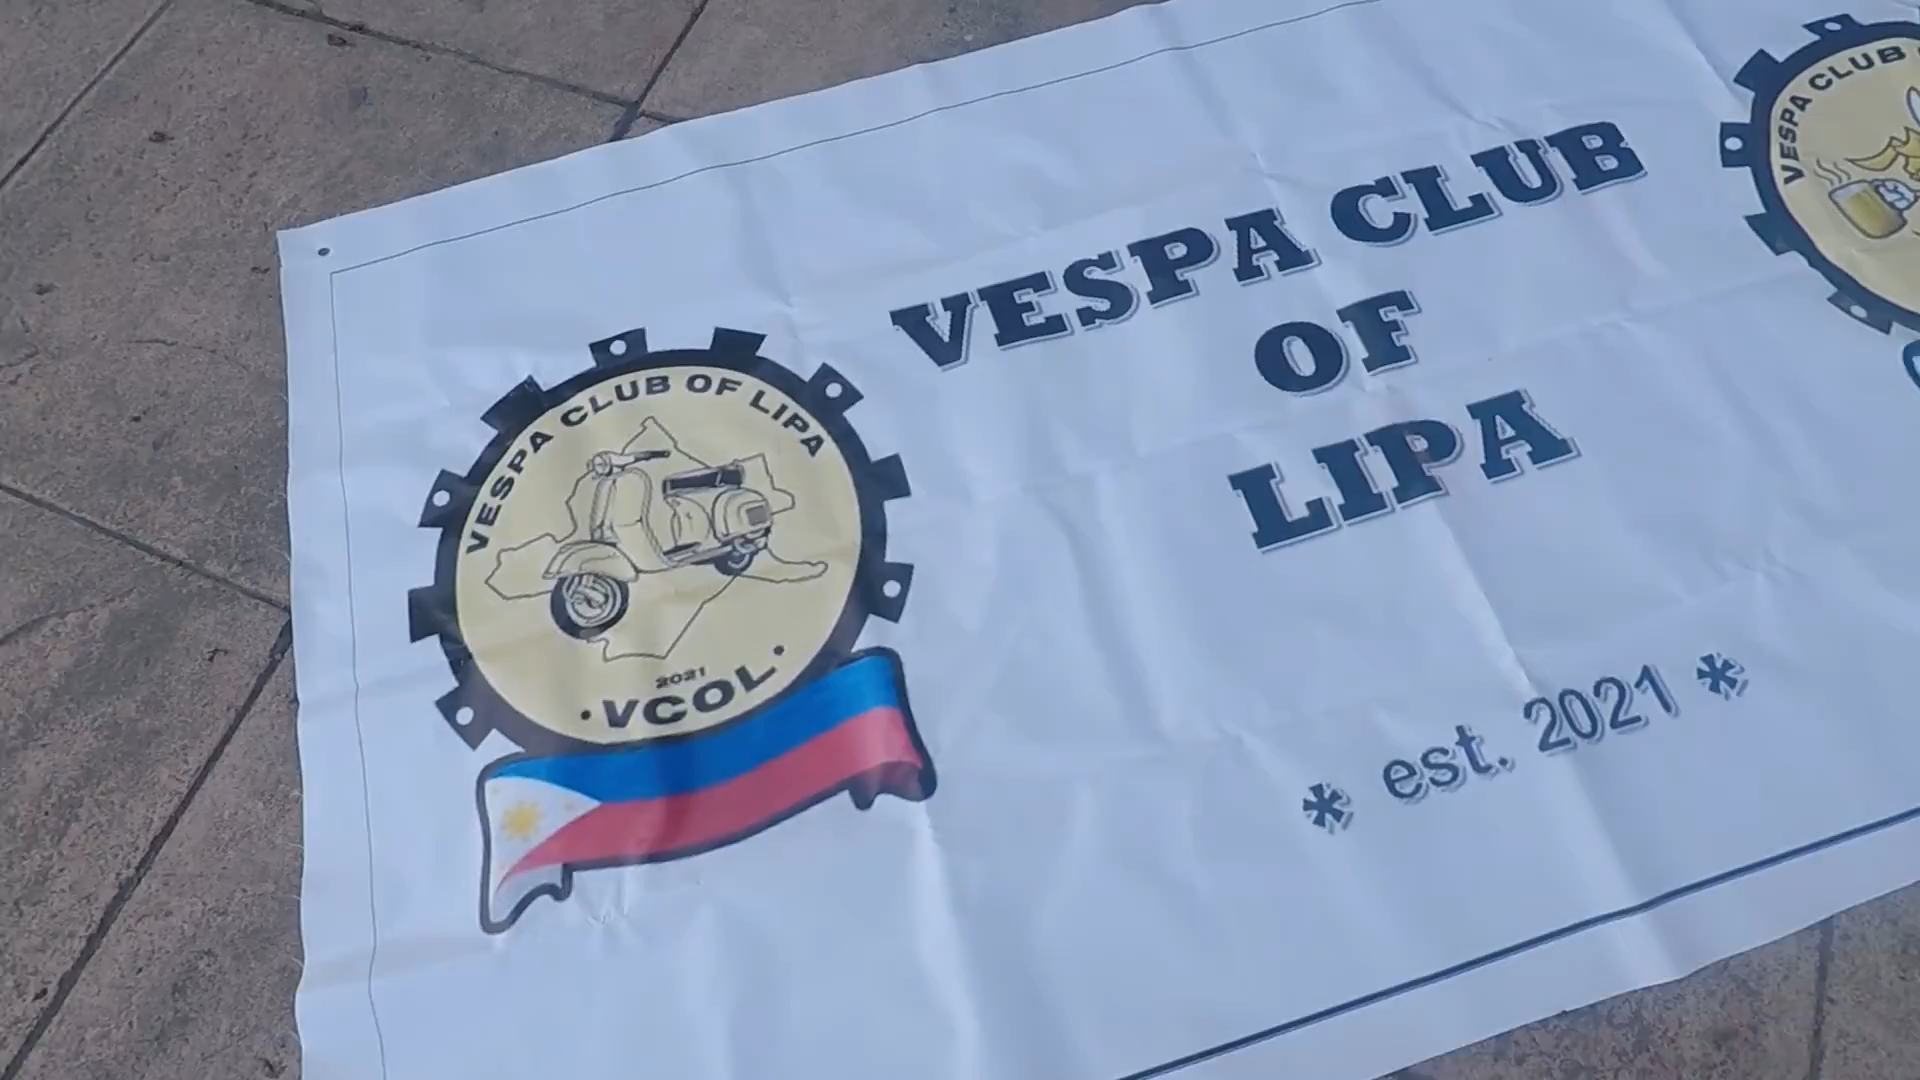 VESPA CLUB OF LIPA
2021
• VCOL •
VESPA CLUB
OF
LIPA
* est. 2021 *
VESPA CLUB